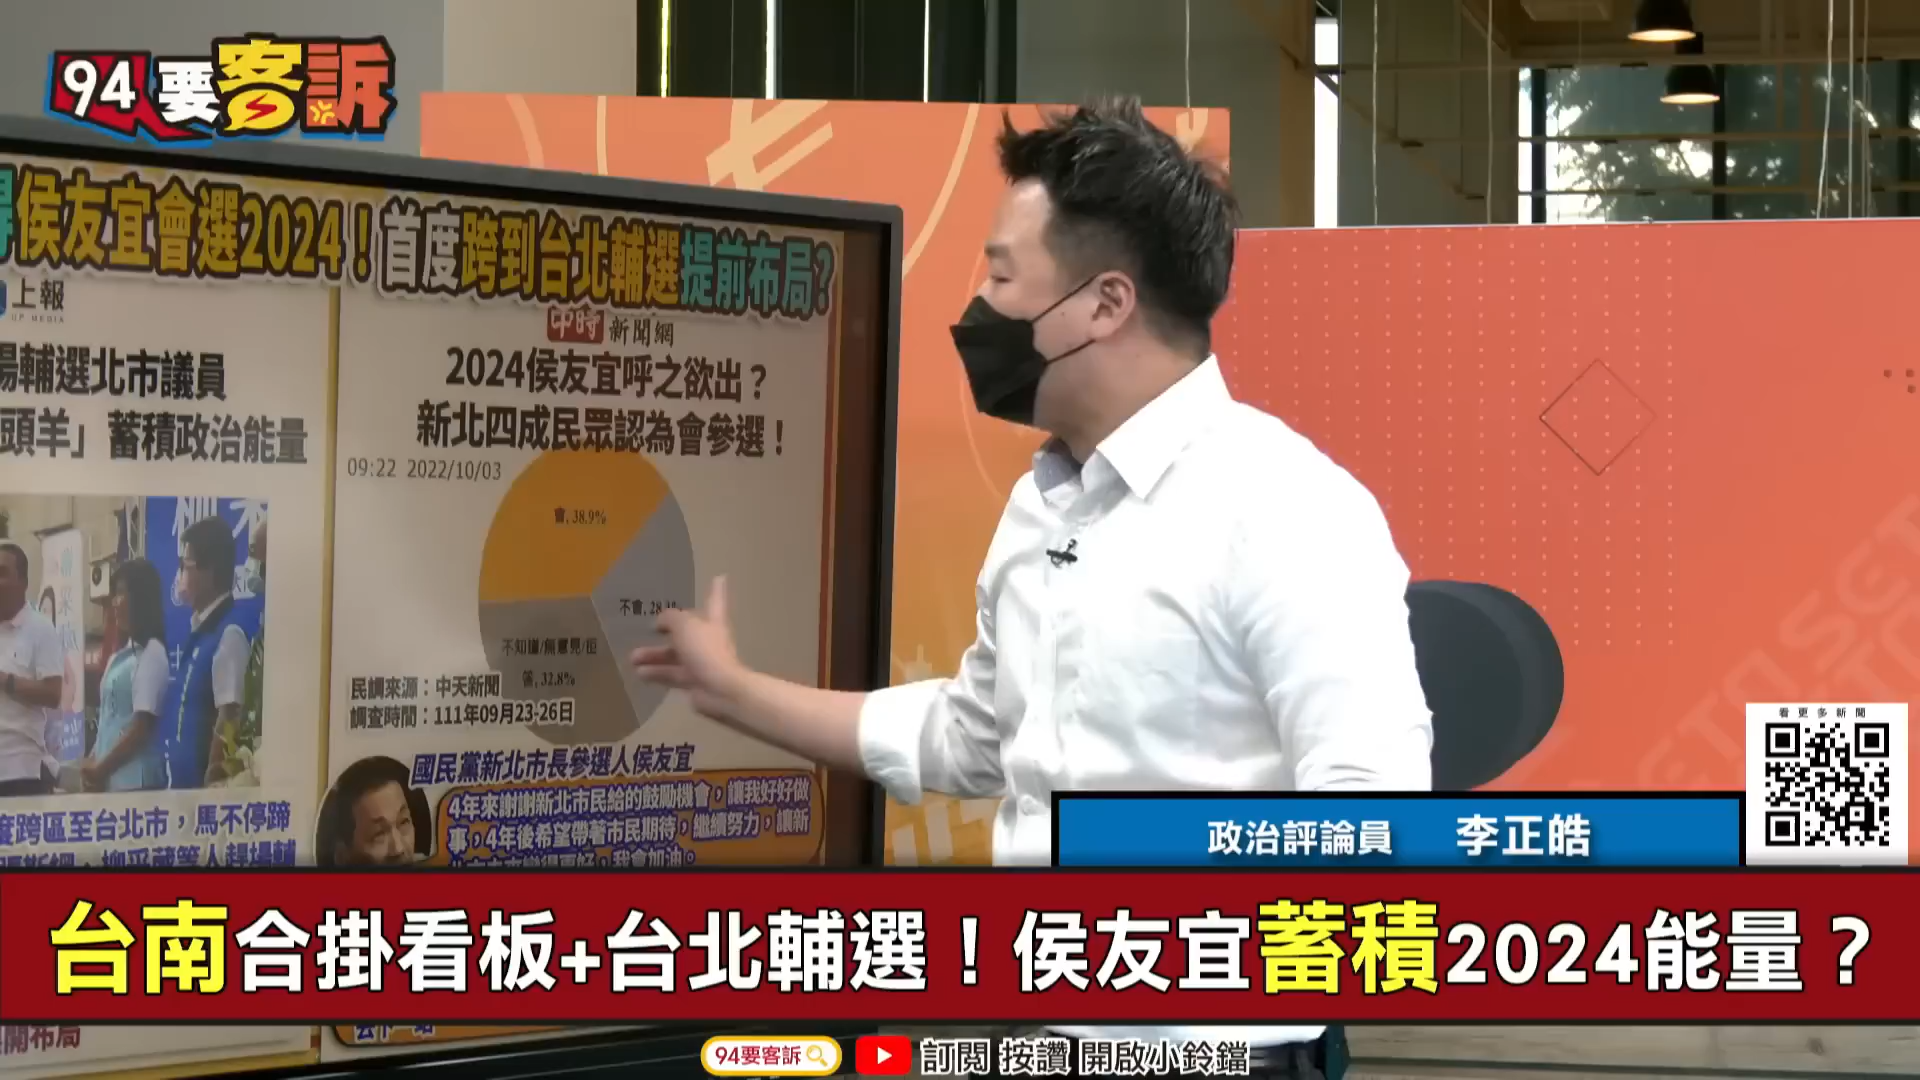 94要客訴
侯友宜會選2024！首度跨到台北輔選提前布局？
上報
UP MEDIA
輔選北市議員
頭羊」蓄積政治能量
中時 新聞網
2024侯友宜呼之欲出？
新北四成民眾認為會參選！
09:22 2022/10/03
會, 38.9%
不會, 28.
不知道/無意見/拒
答, 32.8%
民調來源：中天新聞
調查時間：111年09月23-26日
國民黨新北市長參選人侯友宜
4年來謝謝新北市民給的鼓勵機會，讓我好好做
事，4年後希望帶著市民期待，繼續努力，讓新
跨區至台北市，馬不停蹄
看更多新聞
政治評論員 李正皓
台南合掛看板+台北輔選！侯友宜蓄積2024能量？
開布局
94要客訴
訂閱 按讚 開啟小鈴鐺